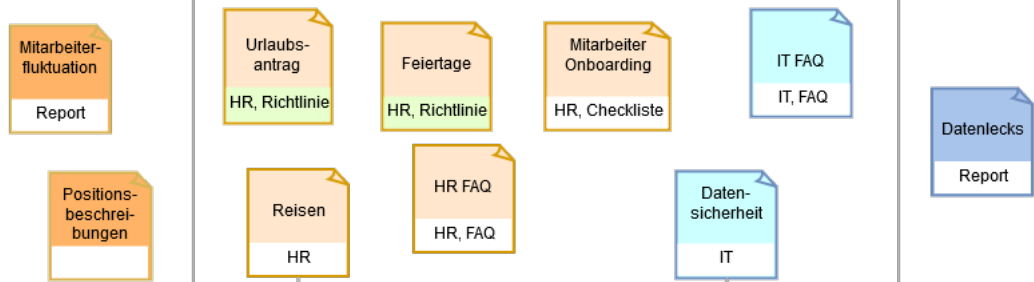 Mitarbeiter-
fluktuation
Report
Positions-
beschrei-
bungen
Urlaubs-
antrag
HR, Richtlinie
Feiertage
HR, Richtlinie
Mitarbeiter
Onboarding
HR, Checkliste
IT FAQ
IT, FAQ
Reisen
HR
HR FAQ
HR, FAQ
Daten-
sicherheit
IT
Datenlecks
Report